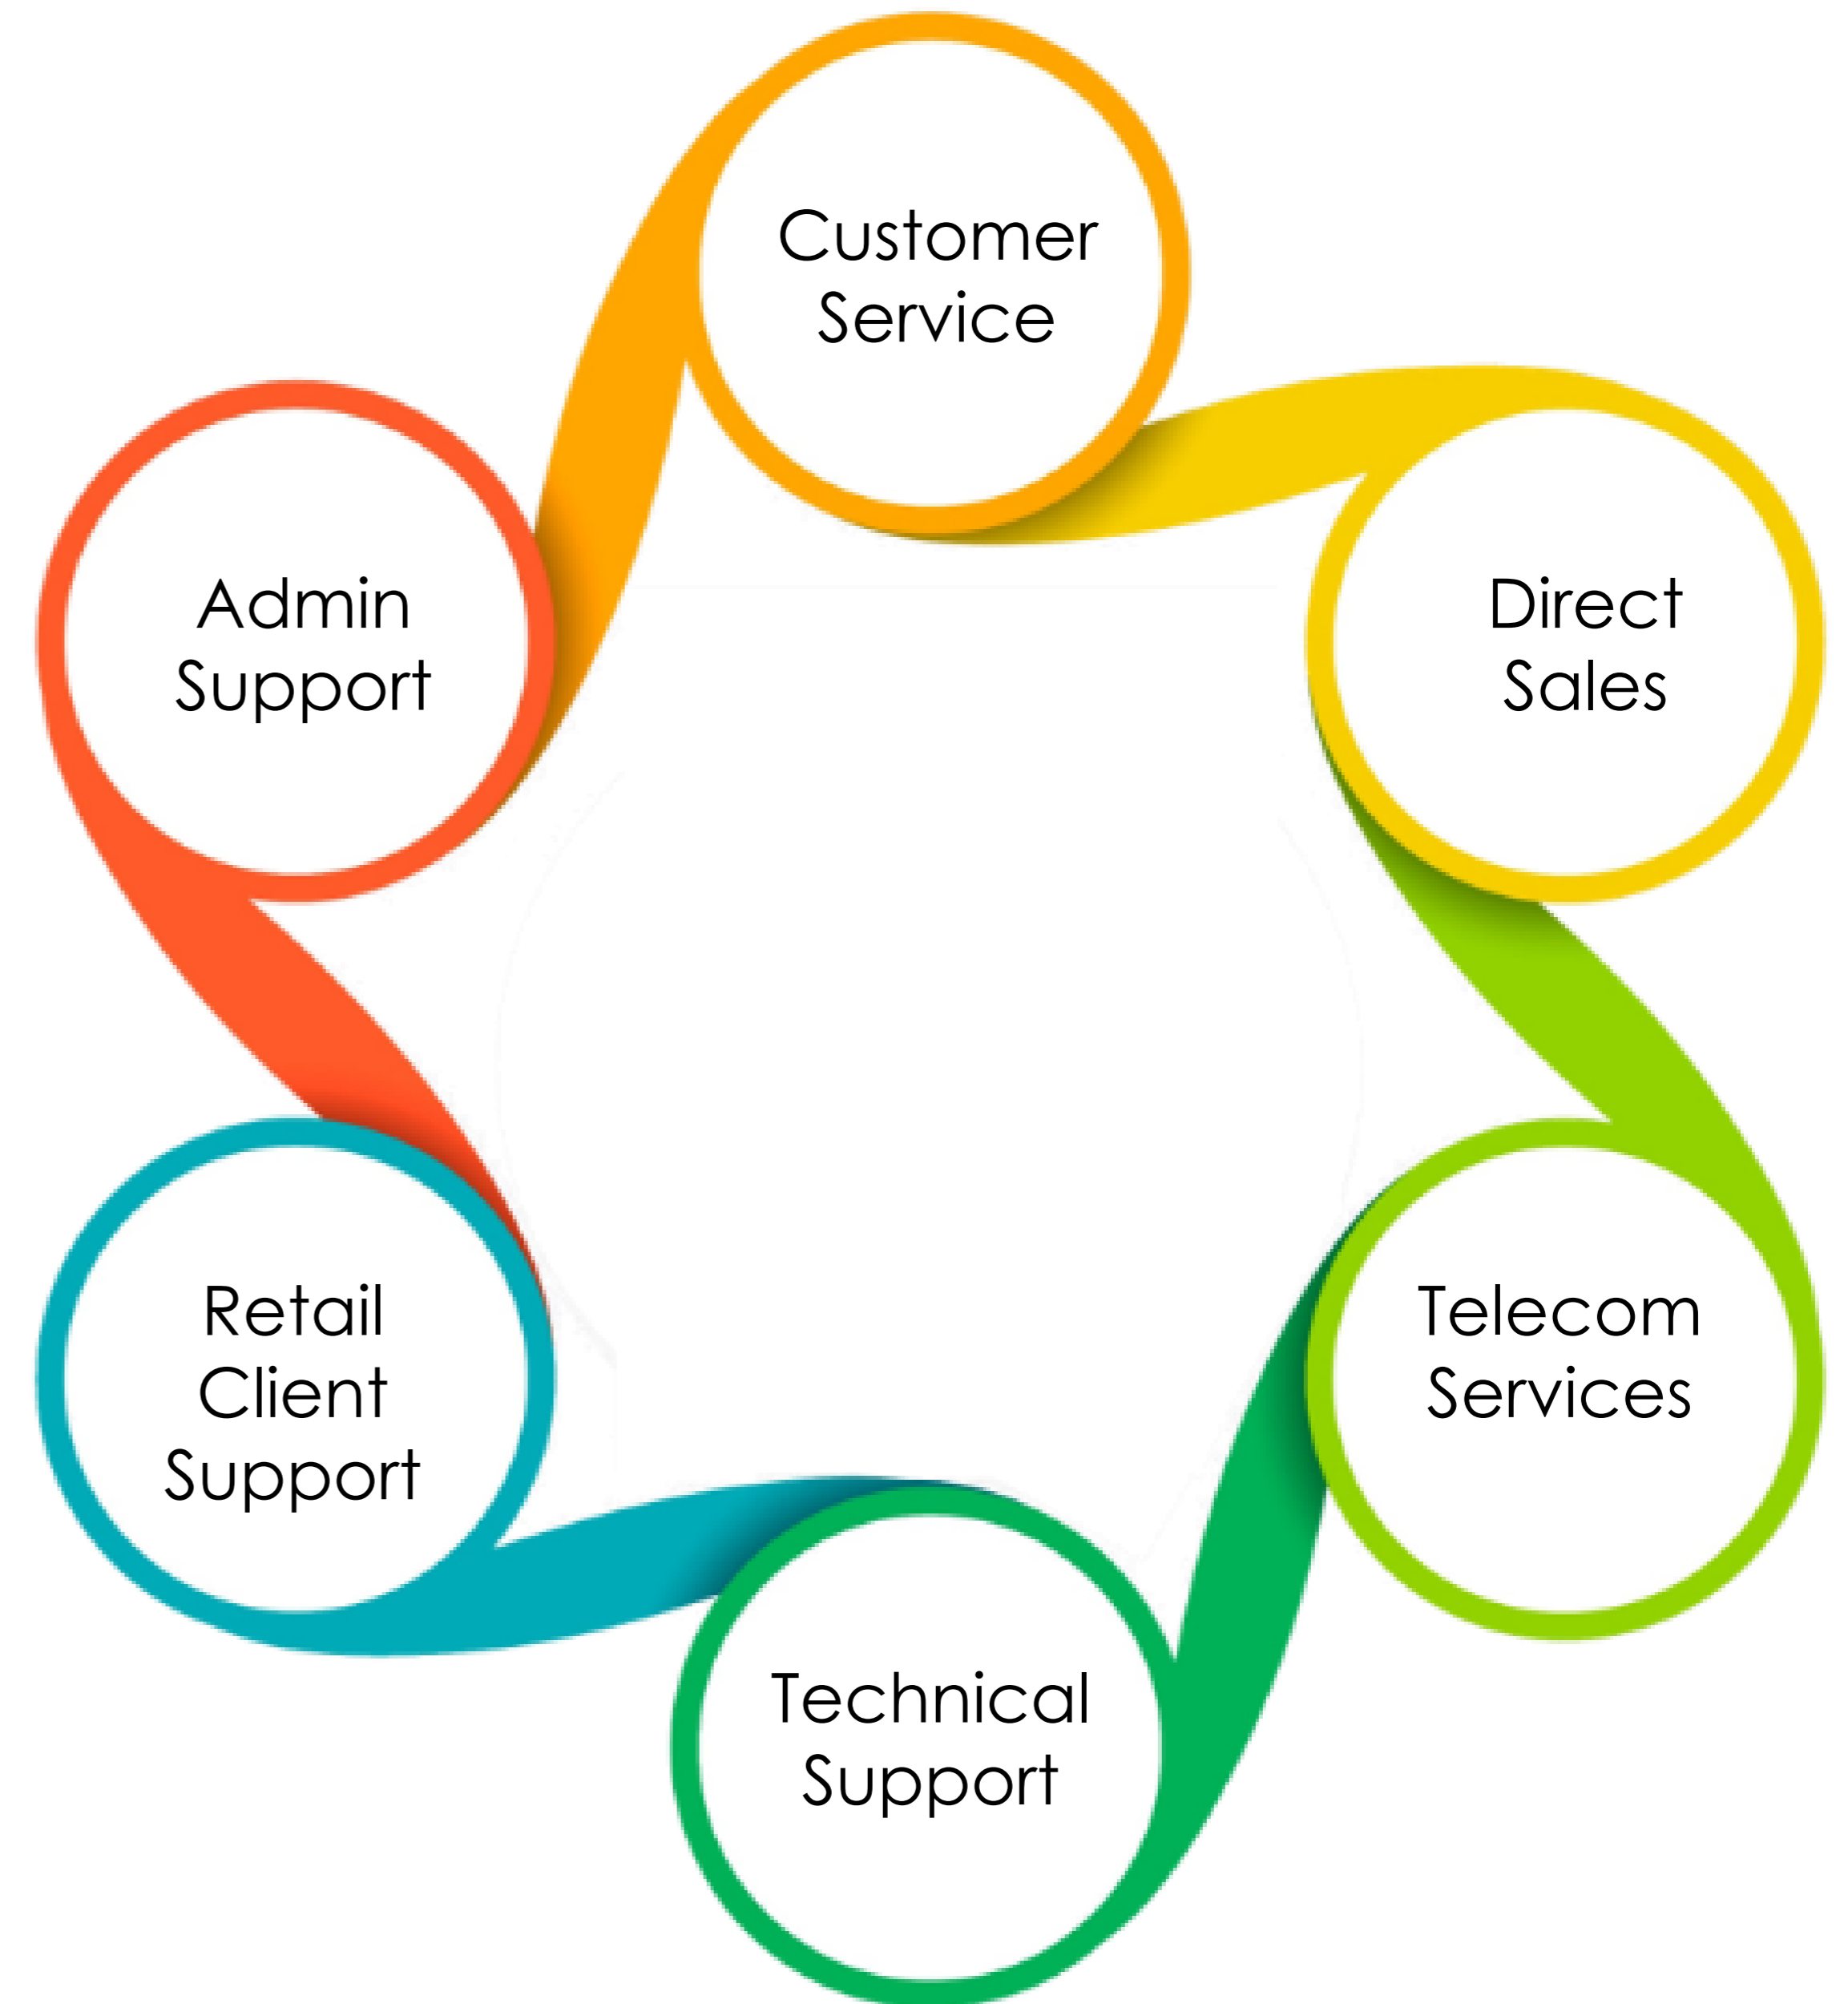 Customer
Service
Direct
Sales
Telecom
Services
Technical
Support
Retail
Client
Support
Admin
Support